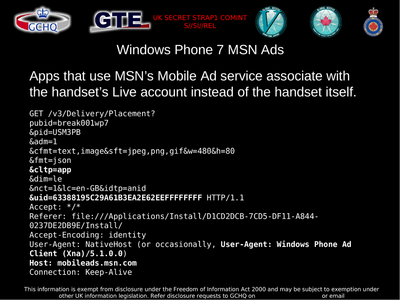 GCHQ
GTE
UK SECRET STRAP1 COMINT
S//SI//REL
Windows Phone 7 MSN Ads
Apps that use MSN's Mobile Ad service associate with
the handset's Live account instead of the handset itself.
GET /v3/Delivery/Placement?
pubid=break001wp7
&pid=USM3PB
&adm=1
&cfmt=text,image&sft=jpeg,png,gif&w=480&h=80
&fmt=json
&cltp=app
&dim=le
&nct=1&lc=en-GB&idtp=anid
&uid=63388195C29A61B3EA2E62EEFFFFFFFF HTTP/1.1
Accept: */*
Referer: file:///Applications/Install/D1CD2DCB-7CD5-DF11-A844-
0237DE2DB9E/Install/
Accept-Encoding: identity
User-Agent: NativeHost (or occasionally, User-Agent: Windows Phone Ad
Client (Xna)/5.1.0.0)
Host: mobileads.msn.com
Connection: Keep-Alive
This information is exempt from disclosure under the Freedom of Information Act 2000 and may be subject to exemption under
other UK information legislation. Refer disclosure requests to GCHQ on or email